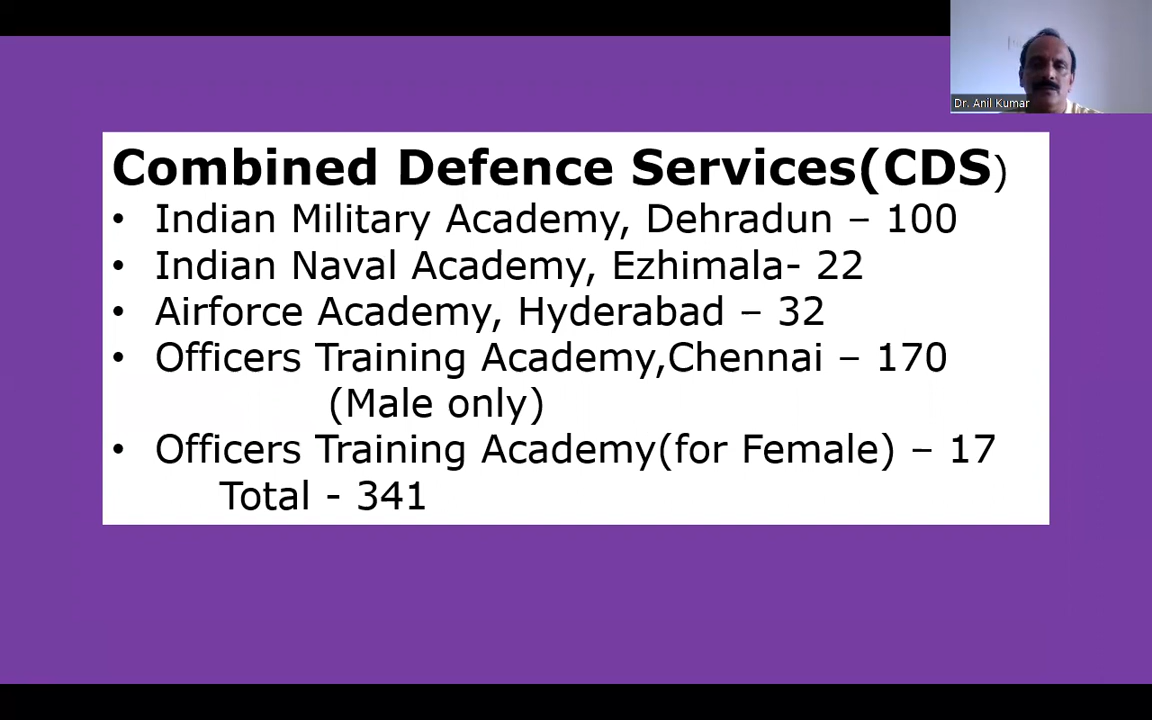 Dr. Anil Kumar
Combined Defence Services(CDS)
• Indian Military Academy, Dehradun – 100
• Indian Naval Academy, Ezhimala- 22
• Airforce Academy, Hyderabad – 32
• Officers Training Academy,Chennai – 170
(Male only)
• Officers Training Academy(for Female) – 17
Total - 341